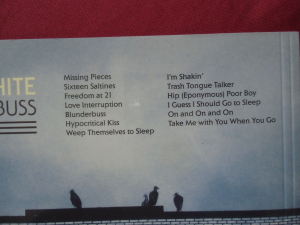 HITE
BUSS
Missing Pieces
Sixteen Saltines
Freedom at 21
Love Interruption
Blunderbuss
Hypocritical Kiss
Weep Themselves to Sleep
I'm Shakin'
Trash Tongue Talker
Hip (Eponymous) Poor Boy
I Guess I Should Go to Sleep
On and On and On
Take Me with You When You Go